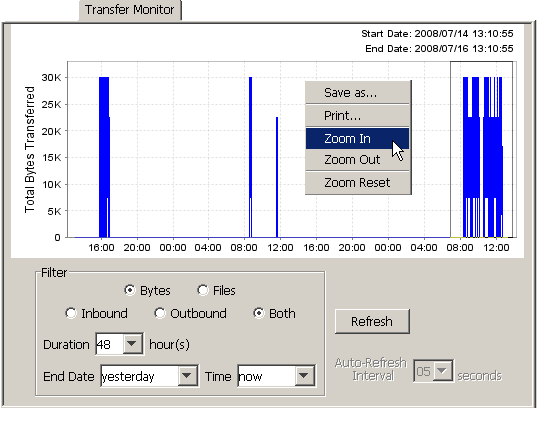 Transfer Monitor
Start Date: 2008/07/14 13:10:55
End Date: 2008/07/16 13:10:55
Total Bytes Transferred
30K
25K
20K
15K
10K
5K
0
16:00 20:00 00:00 04:00 08:00 12:00 16:00 20:00 00:00 04:00 08:00 12:00
Save as...
Print...
Zoom In
Zoom Out
Zoom Reset
Filter
Bytes Files
Inbound Outbound Both
Duration 48 hour(s)
End Date yesterday Time now
Refresh
Auto-Refresh
Interval 05 seconds